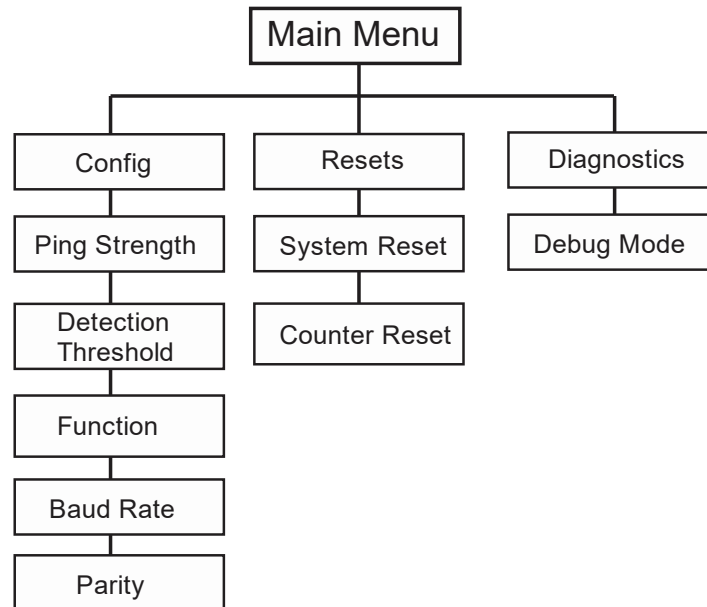 Main Menu
Config
Resets
Diagnostics
Ping Strength
System Reset
Debug Mode
Detection
Threshold
Counter Reset
Function
Baud Rate
Parity